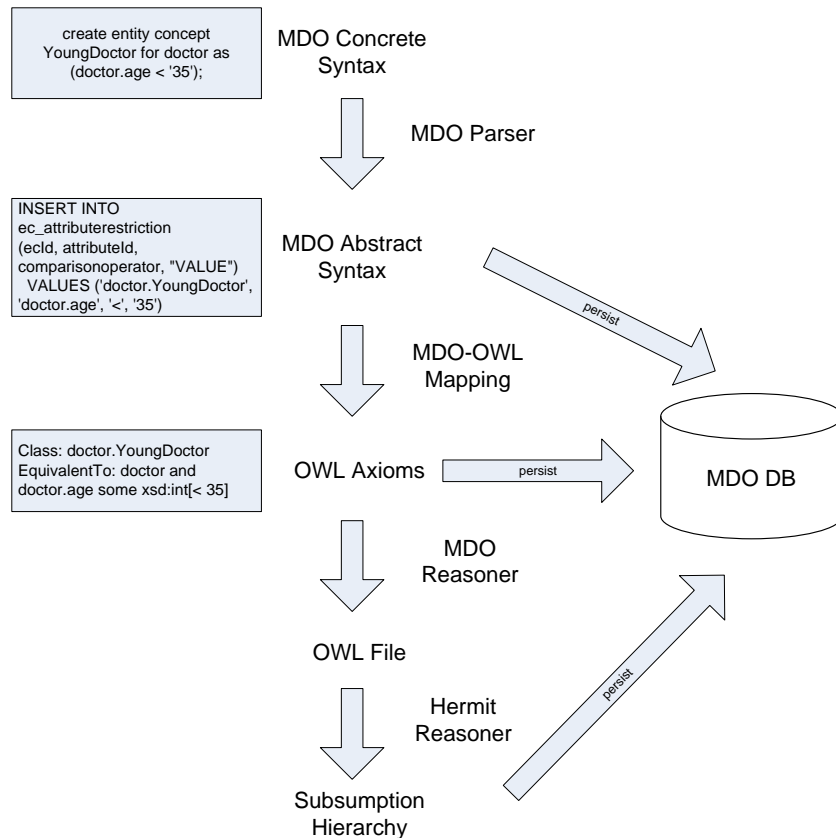 create entity concept
YoungDoctor for doctor as
(doctor.age < '35');
MDO Concrete
Syntax
MDO Parser
INSERT INTO
ec_attributerestriction
(ecId, attributeId,
comparisonoperator, "VALUE")
VALUES ('doctor.YoungDoctor',
'doctor.age', '<', '35')
MDO Abstract
Syntax
persist
MDO-OWL
Mapping
Class: doctor.YoungDoctor
EquivalentTo: doctor and
doctor.age some xsd:int[< 35]
OWL Axioms
persist
MDO DB
MDO
Reasoner
OWL File
persist
Hermit
Reasoner
Subsumption
Hierarchy